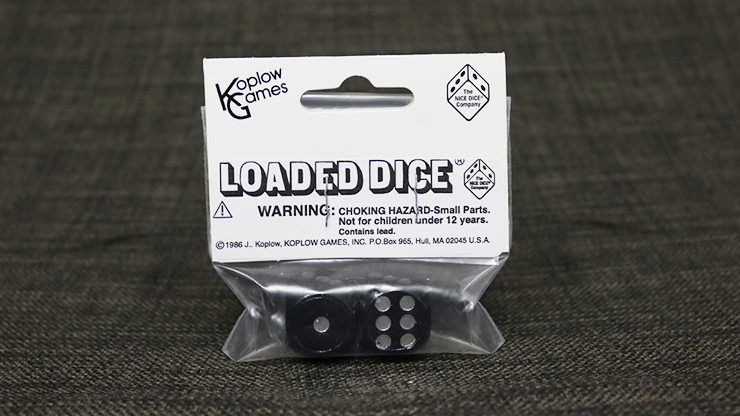 Koplow
Games
The
NICE DICE
Company
LOADED DICE®
The
NICE DICE
Company
WARNING: CHOKING HAZARD-Small Parts.
Not for children under 12 years.
Contains lead.
©1986 J.. Koplow, KOPLOW GAMES, INC. P.O.Box 965, Hull, MA 02045 U.S.A.